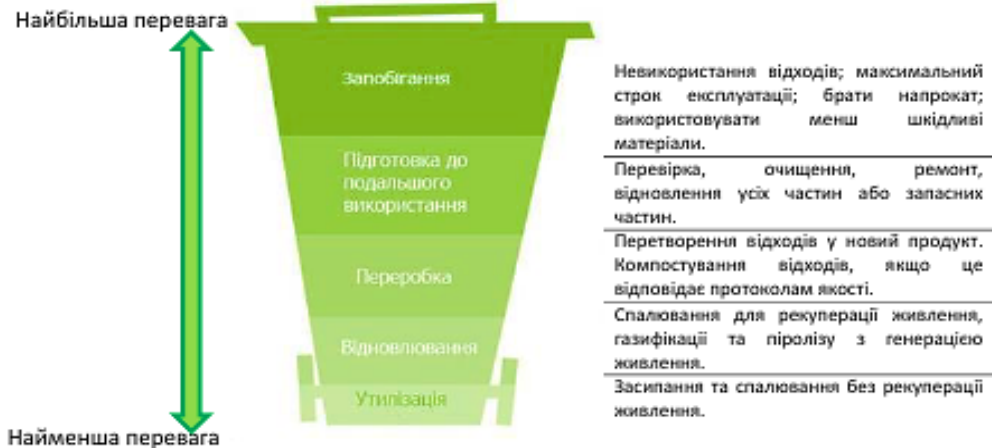 Найбільша перевага
Запобігання
Невикористання відходів; максимальний
строк експлуатації; брати напрокат;
використовувати менш шкідливі
матеріали.
Підготовка до
подальшого
використання
Перевірка, очищення, ремонт,
відновлення усіх частин або запасних
частин.
Переробка
Перетворення відходів у новий продукт.
Компостування відходів, якщо це
відповідає протоколам якості.
Відновлювання
Спалювання для рекуперації живлення,
газифікації та піролізу з генерацією
живлення.
Утилізація
Засипання та спалювання без рекуперації
живлення.
Найменша перевага